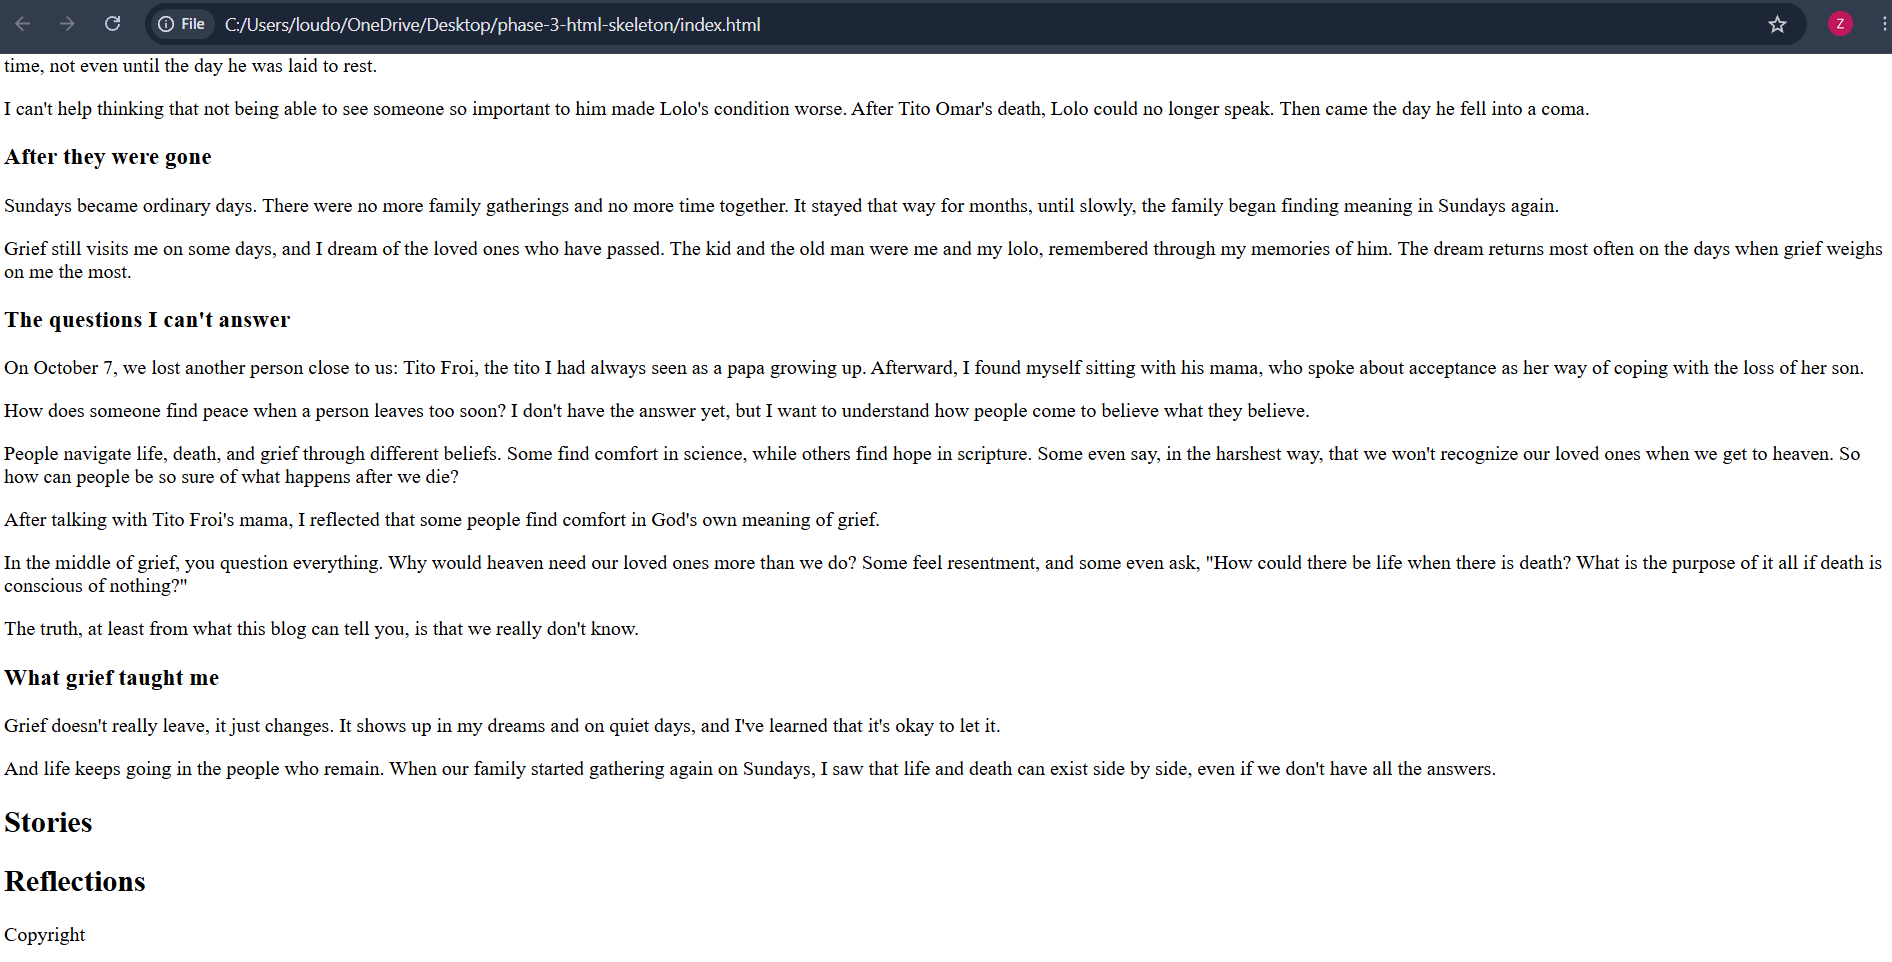 File C:/Users/loudo/OneDrive/Desktop/phase-3-html-skeleton/index.html Z
time, not even until the day he was laid to rest.
I can't help thinking that not being able to see someone so important to him made Lolo's condition worse. After Tito Omar's death, Lolo could no longer speak. Then came the day he fell into a coma.
After they were gone
Sundays became ordinary days. There were no more family gatherings and no more time together. It stayed that way for months, until slowly, the family began finding meaning in Sundays again.
Grief still visits me on some days, and I dream of the loved ones who have passed. The kid and the old man were me and my lolo, remembered through my memories of him. The dream returns most often on the days when grief weighs
on me the most.
The questions I can't answer
On October 7, we lost another person close to us: Tito Froi, the tito I had always seen as a papa growing up. Afterward, I found myself sitting with his mama, who spoke about acceptance as her way of coping with the loss of her son.
How does someone find peace when a person leaves too soon? I don't have the answer yet, but I want to understand how people come to believe what they believe.
People navigate life, death, and grief through different beliefs. Some find comfort in science, while others find hope in scripture. Some even say, in the harshest way, that we won't recognize our loved ones when we get to heaven. So
how can people be so sure of what happens after we die?
After talking with Tito Froi's mama, I reflected that some people find comfort in God's own meaning of grief.
In the middle of grief, you question everything. Why would heaven need our loved ones more than we do? Some feel resentment, and some even ask, "How could there be life when there is death? What is the purpose of it all if death is
conscious of nothing?"
The truth, at least from what this blog can tell you, is that we really don't know.
What grief taught me
Grief doesn't really leave, it just changes. It shows up in my dreams and on quiet days, and I've learned that it's okay to let it.
And life keeps going in the people who remain. When our family started gathering again on Sundays, I saw that life and death can exist side by side, even if we don't have all the answers.
Stories
Reflections
Copyright